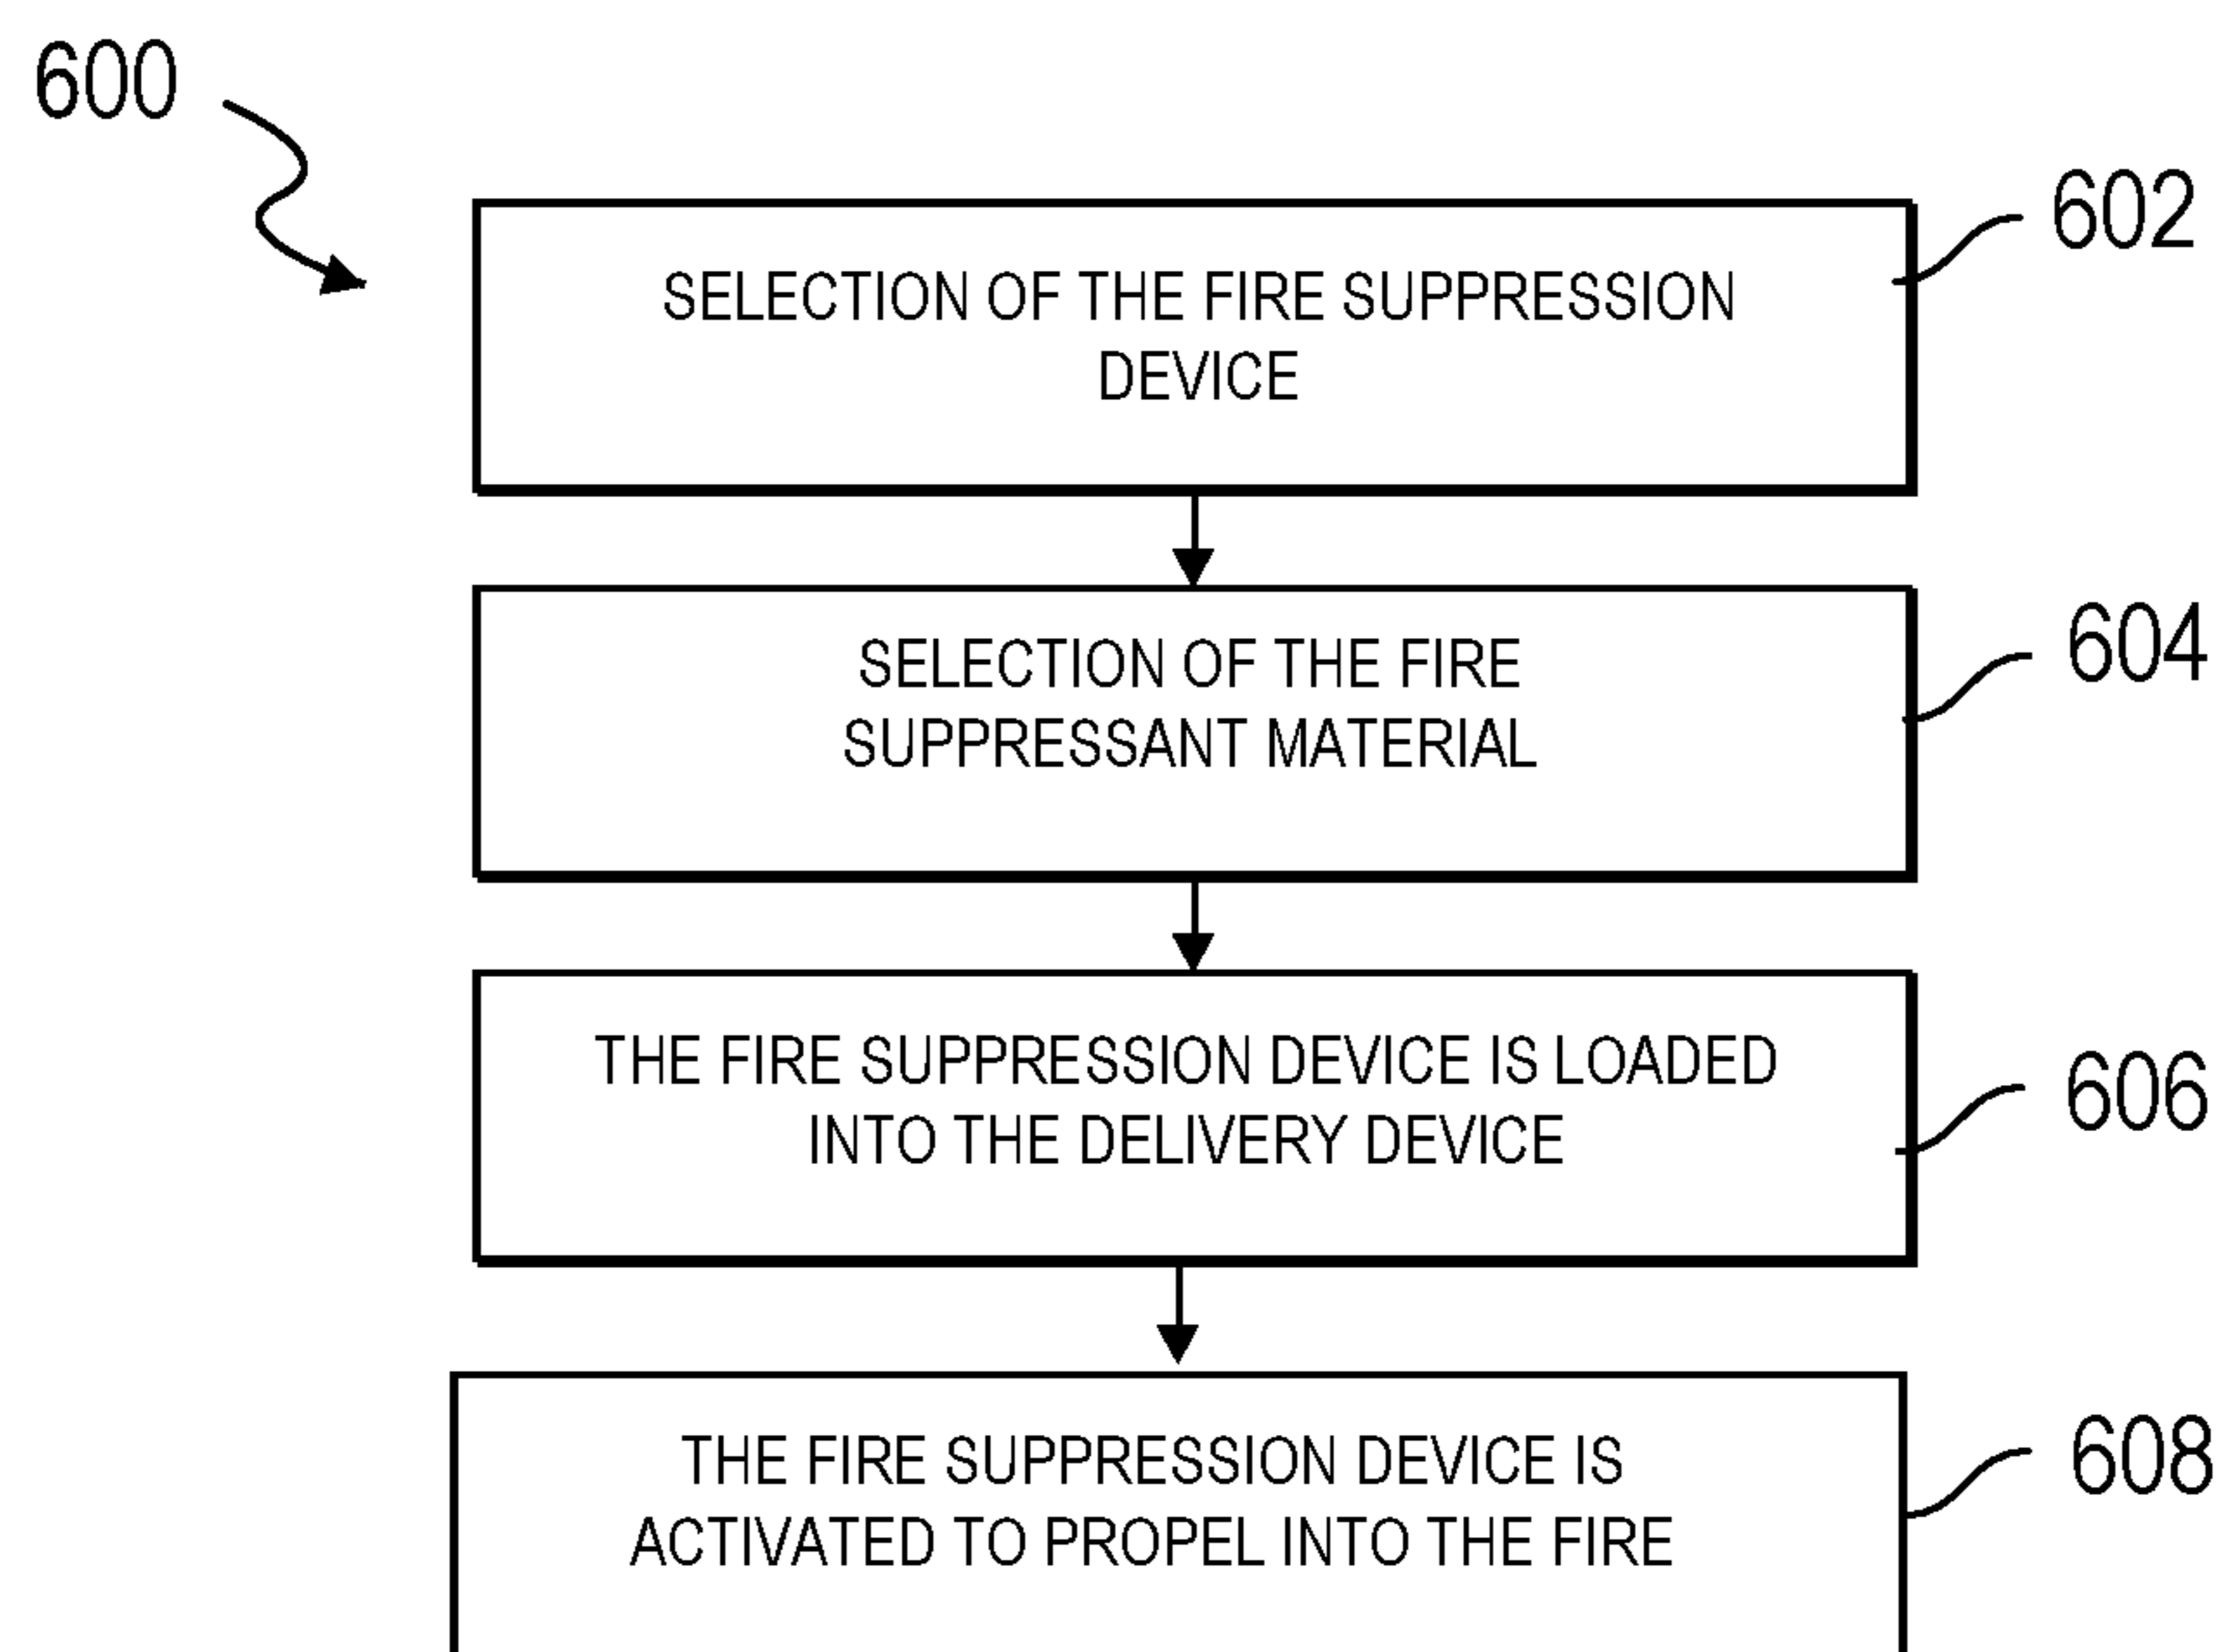 600
602
SELECTION OF THE FIRE SUPPRESSION
DEVICE
604
SELECTION OF THE FIRE
SUPPRESSANT MATERIAL
606
THE FIRE SUPPRESSION DEVICE IS LOADED
INTO THE DELIVERY DEVICE
608
THE FIRE SUPPRESSION DEVICE IS
ACTIVATED TO PROPEL INTO THE FIRE